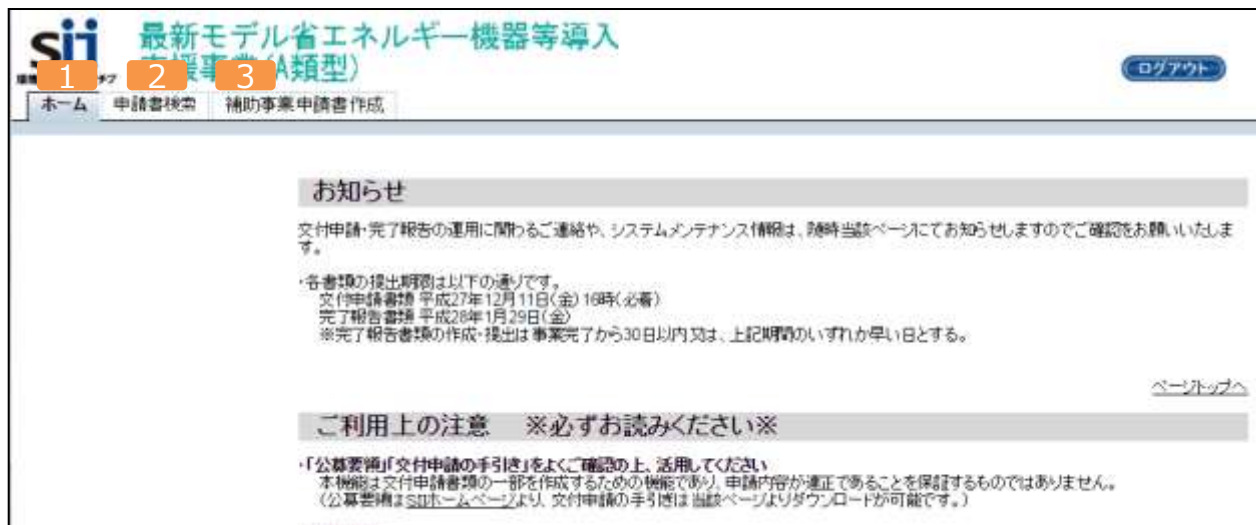 sii
最新モデル省エネルギー機器等導入
支援事業(A類型)
1 2 3
ログアウト
ホーム 申請書検索 補助事業申請書作成
お知らせ
交付申請・完了報告の運用に関わるご連絡や、システムメンテナンス情報は、随時当該ページにてお知らせしますのでご確認をお願いいたしま
す。
・各書類の提出期間は以下の通りです。
交付申請書類 平成27年12月11日(金)16時(必着)
完了報告書類 平成28年1月29日(金)
※完了報告書類の作成・提出は事業完了から30日以内又は、上記期間のいずれか早い日とする。
ページトップへ
ご利用上の注意 ※必ずお読みください※
・「公募要領」「交付申請の手引き」をよくご確認の上、活用してください
本機能は交付申請書類の一部を作成するための機能であり、申請内容が適正であることを保証するものではありません。
(公募要領はSIIホームページより、交付申請の手引きは当該ページよりダウンロードが可能です。)